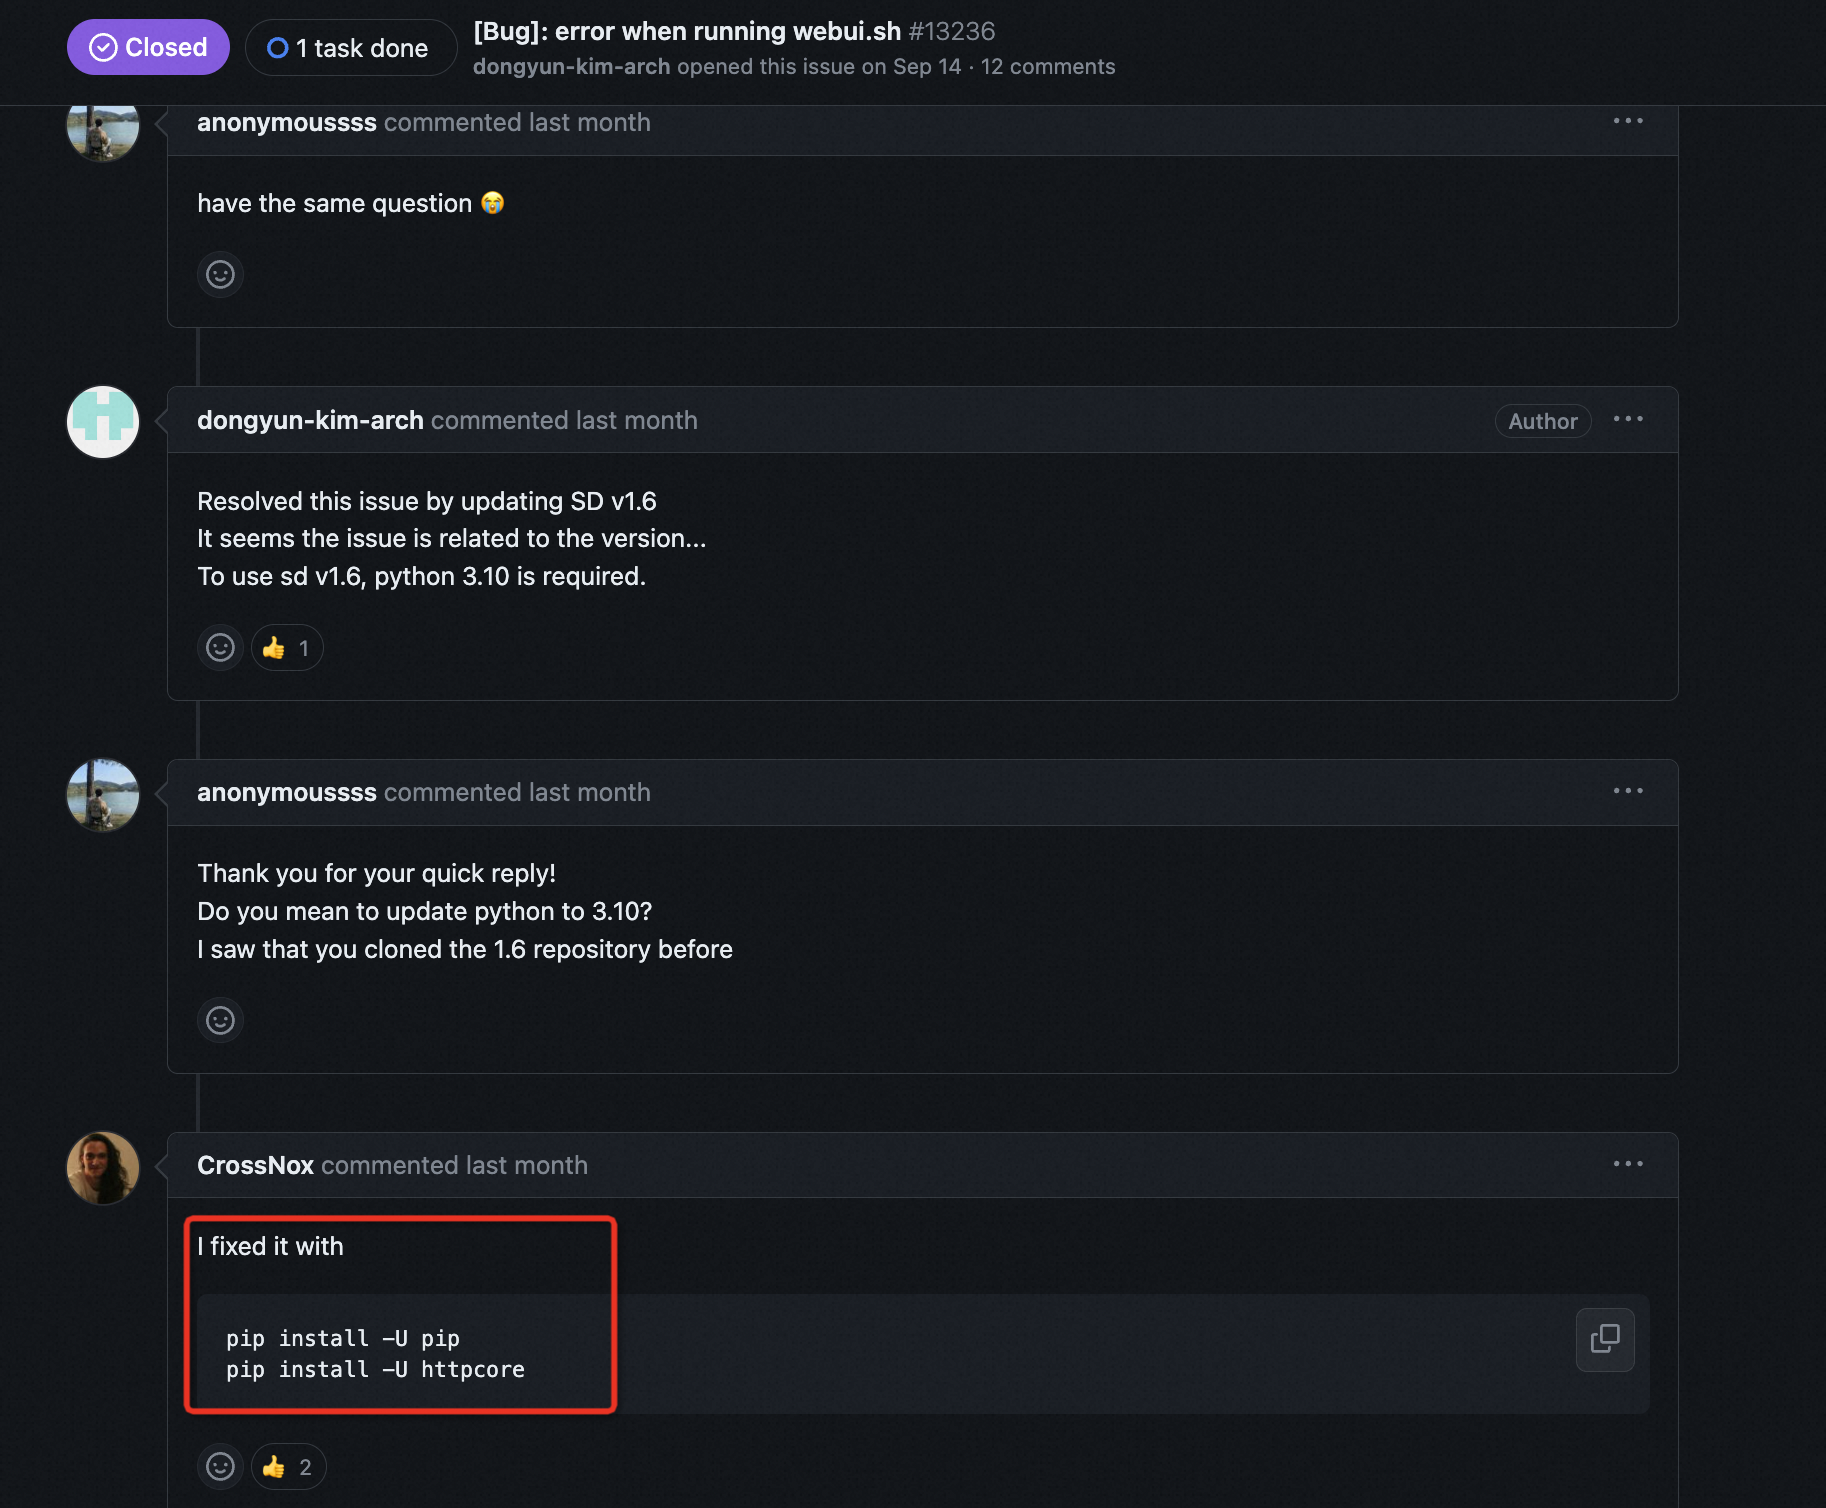 Closed
1 task done
[Bug]: error when running webui.sh #13236
dongyun-kim-arch opened this issue on Sep 14 · 12 comments
anonymoussss commented last month
have the same question 😭
dongyun-kim-arch commented last month
Author
Resolved this issue by updating SD v1.6
It seems the issue is related to the version...
To use sd v1.6, python 3.10 is required.
👍 1
anonymoussss commented last month
Thank you for your quick reply!
Do you mean to update python to 3.10?
I saw that you cloned the 1.6 repository before
CrossNox commented last month
I fixed it with
pip install -U pip
pip install -U httpcore
👍 2